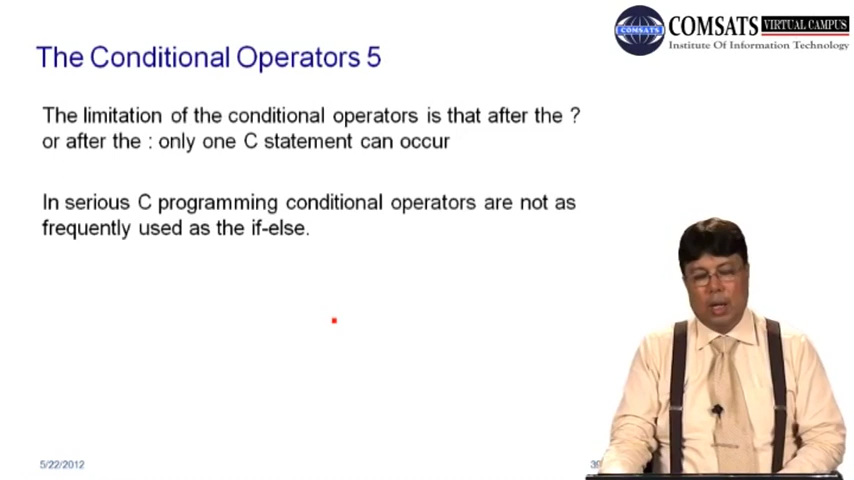 COMSATS VIRTUAL CAMPUS
Institute Of Information Technology
COMSATS
The Conditional Operators 5
The limitation of the conditional operators is that after the ?
or after the : only one C statement can occur
In serious C programming conditional operators are not as
frequently used as the if-else.
5/22/2012